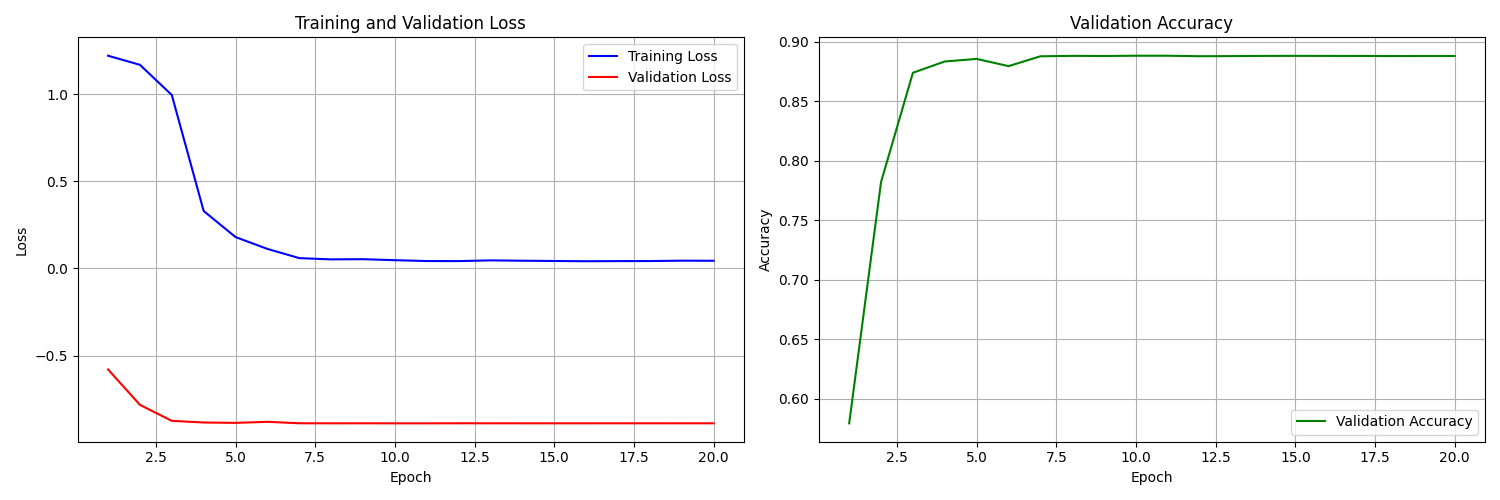 Training and Validation Loss
Training Loss
Validation Loss
1.0
0.5
0.0
−0.5
Loss
2.5 5.0 7.5 10.0 12.5 15.0 17.5 20.0
Epoch
Validation Accuracy
0.90
0.85
0.80
0.75
0.70
0.65
0.60
Accuracy
Validation Accuracy
2.5 5.0 7.5 10.0 12.5 15.0 17.5 20.0
Epoch